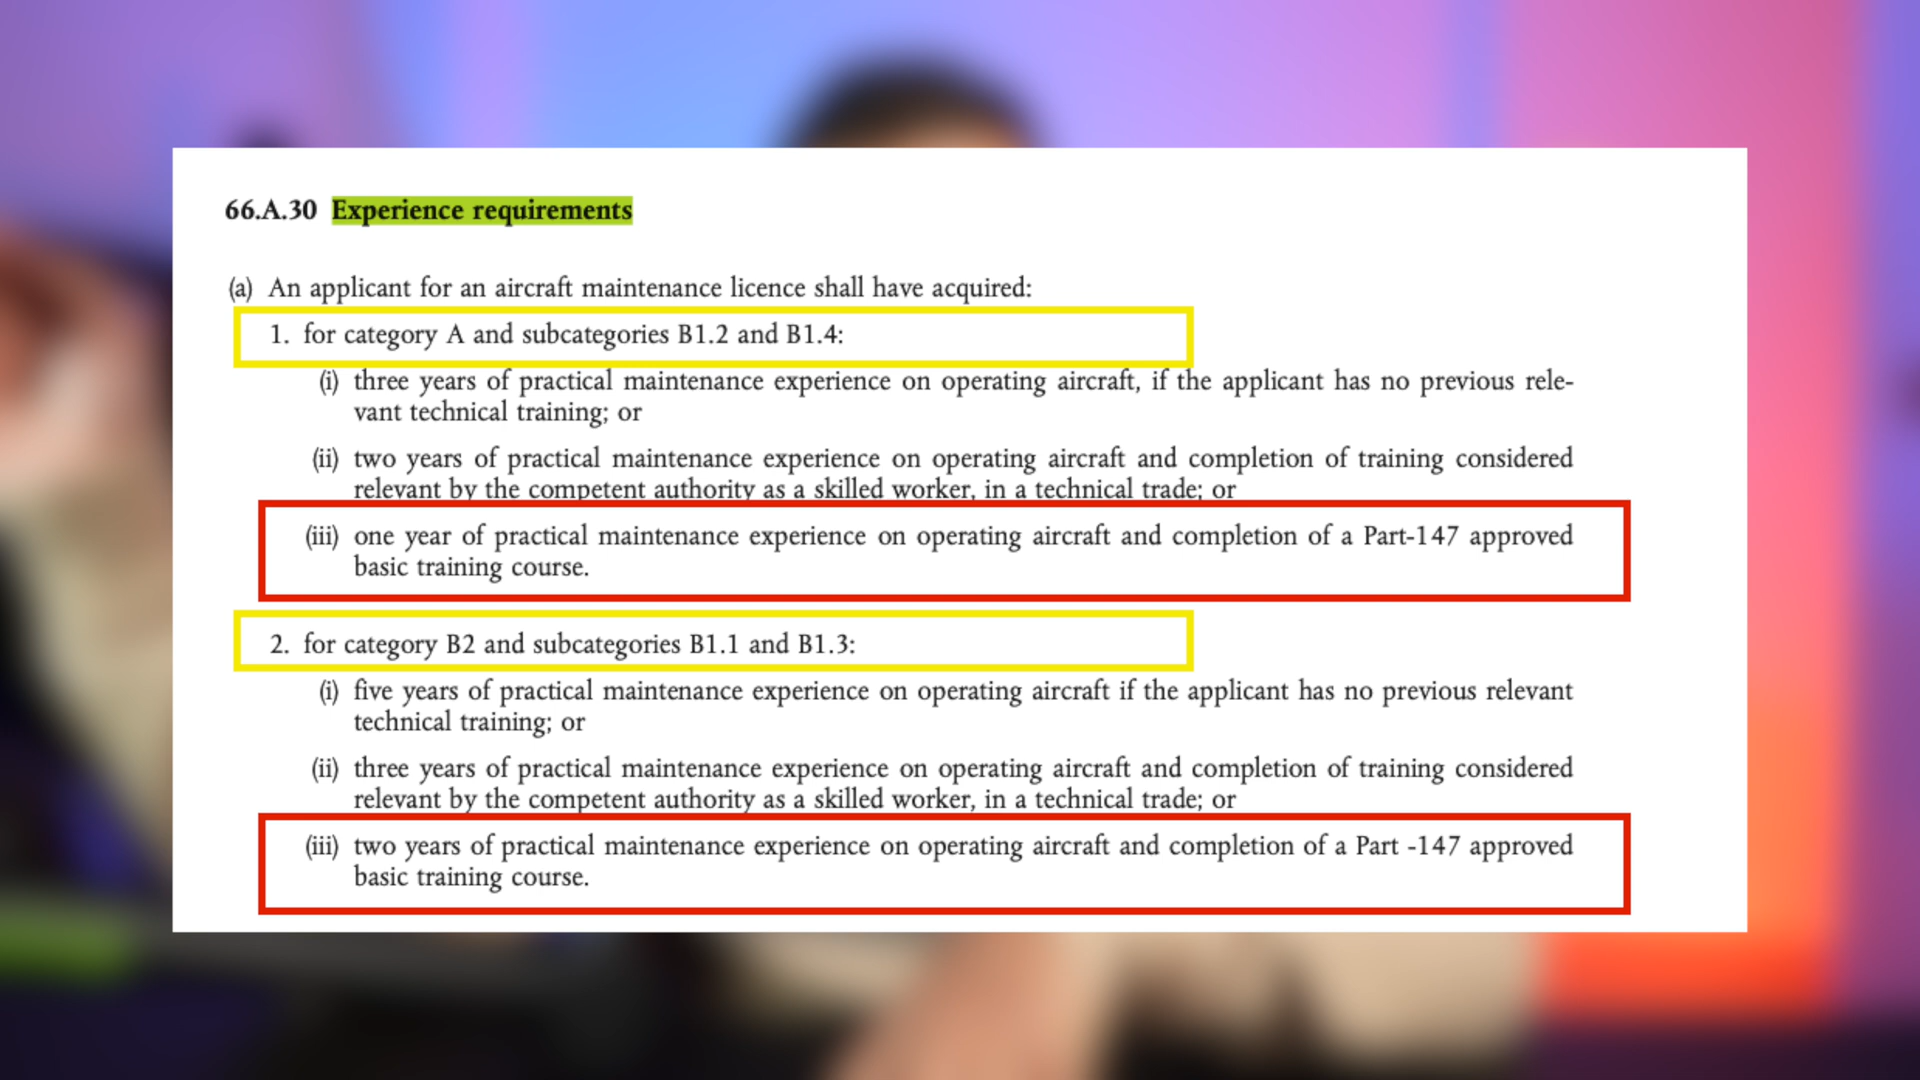 66.A.30 Experience requirements
(a) An applicant for an aircraft maintenance licence shall have acquired:
1. for category A and subcategories B1.2 and B1.4:
(i) three years of practical maintenance experience on operating aircraft, if the applicant has no previous rele-
vant technical training; or
(ii) two years of practical maintenance experience on operating aircraft and completion of training considered
relevant by the competent authority as a skilled worker, in a technical trade; or
(iii) one year of practical maintenance experience on operating aircraft and completion of a Part-147 approved
basic training course.
2. for category B2 and subcategories B1.1 and B1.3:
(i) five years of practical maintenance experience on operating aircraft if the applicant has no previous relevant
technical training; or
(ii) three years of practical maintenance experience on operating aircraft and completion of training considered
relevant by the competent authority as a skilled worker, in a technical trade; or
(iii) two years of practical maintenance experience on operating aircraft and completion of a Part -147 approved
basic training course.